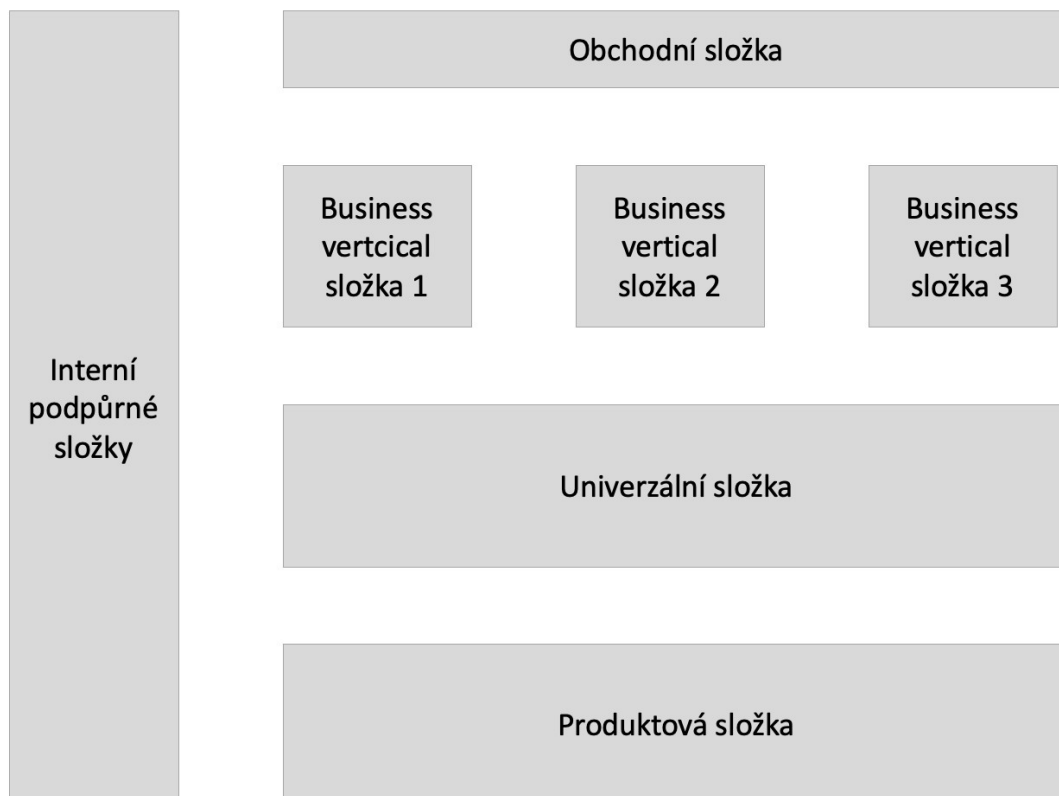 Obchodní složka
Business
vertcical
složka 1
Business
vertical
složka 2
Business
vertical
složka 3
Interní
podpůrné
složky
Univerzální složka
Produktová složka